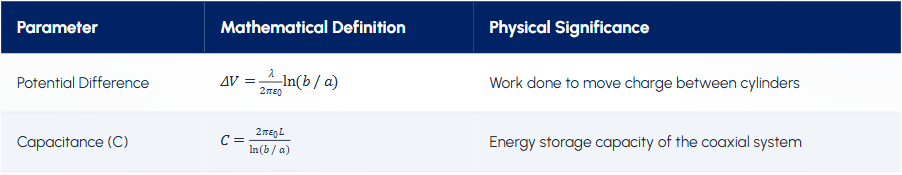 Parameter Mathematical Definition Physical Significance
Potential Difference ΔV = λ/2πε₀ ln(b / a) Work done to move charge between cylinders
Capacitance (C) C = 2πε₀L/ln(b / a) Energy storage capacity of the coaxial system